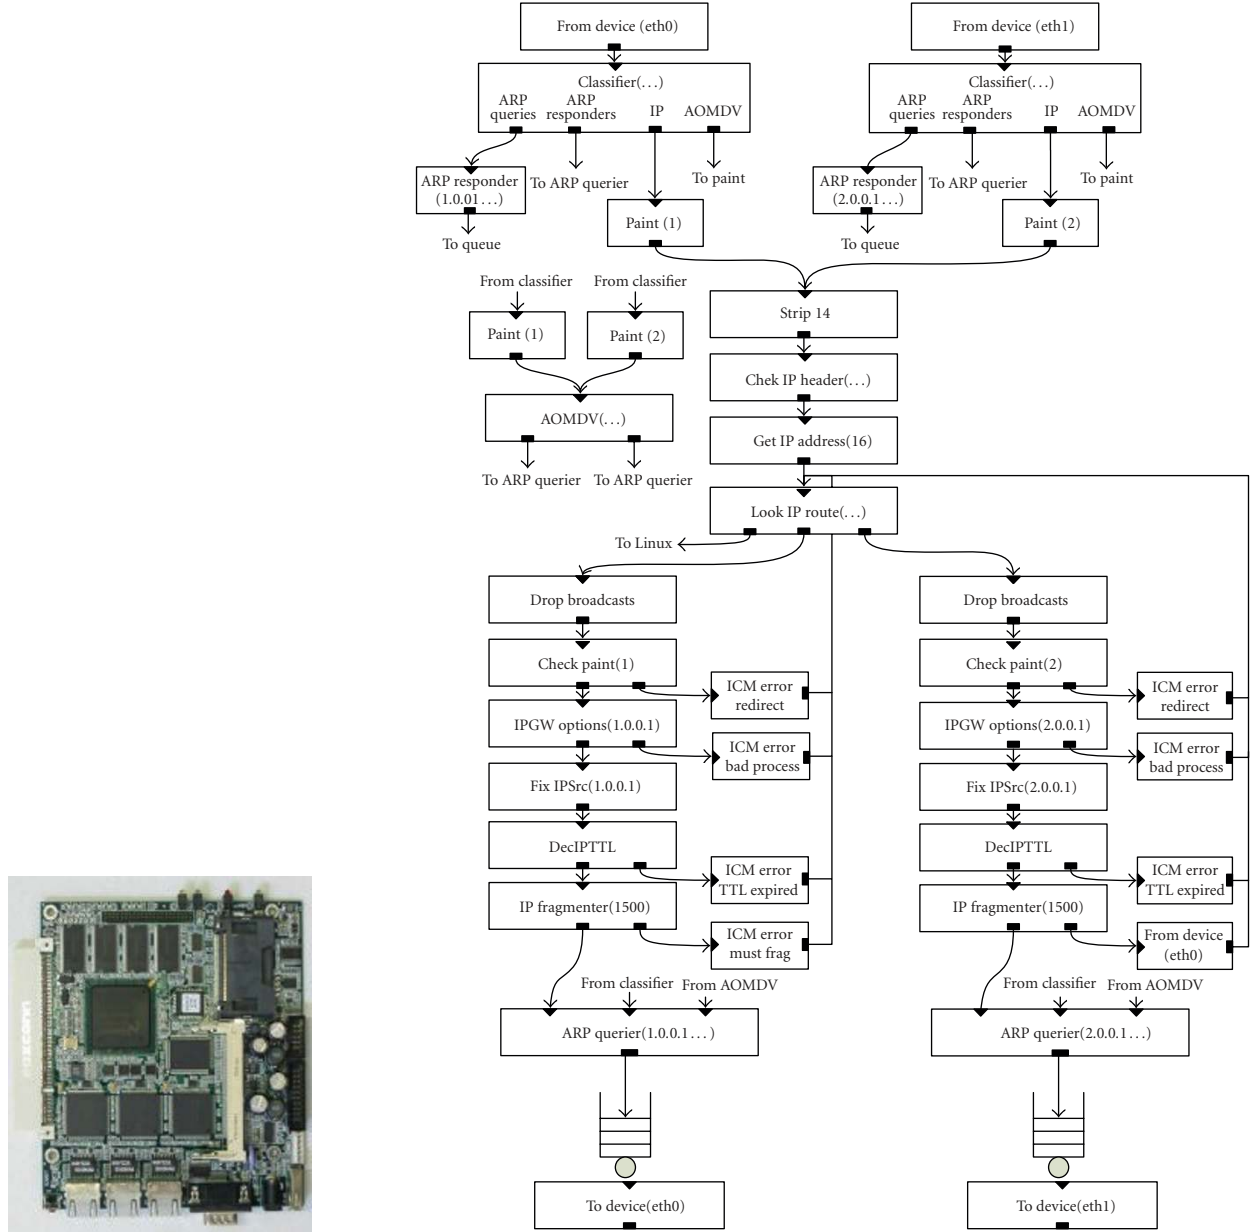 From device (eth0)
From device (eth1)
Classifier(...)
ARP queries
ARP responders
IP
AOMDV
Classifier(...)
ARP queries
ARP responders
IP
AOMDV
ARP responder
(1.0.01...)
To ARP querier
To paint
ARP responder
(2.0.0.1...)
To ARP querier
To paint
Paint (1)
Paint (2)
To queue
To queue
From classifier
From classifier
Strip 14
Paint (1)
Paint (2)
Chek IP header(...)
AOMDV(...)
Get IP address(16)
To ARP querier
To ARP querier
Look IP route(...)
To Linux
Drop broadcasts
Drop broadcasts
Check paint(1)
ICM error
redirect
Check paint(2)
ICM error
redirect
IPGW options(1.0.0.1)
ICM error
bad process
IPGW options(2.0.0.1)
ICM error
bad process
Fix IPSrc(1.0.0.1)
Fix IPSrc(2.0.0.1)
DecIPTTL
ICM error
TTL expired
DecIPTTL
ICM error
TTL expired
IP fragmenter(1500)
ICM error
must frag
IP fragmenter(1500)
From device
(eth0)
From classifier
From AOMDV
From classifier
From AOMDV
ARP querier(1.0.0.1...)
ARP querier(2.0.0.1...)
To device(eth0)
To device(eth1)